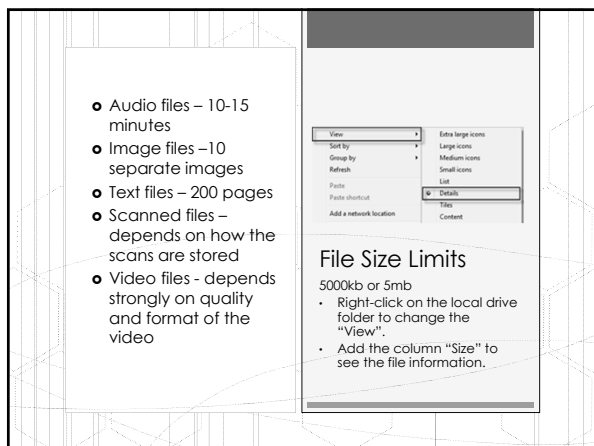 o Audio files – 10-15
minutes
o Image files –10
separate images
o Text files – 200 pages
o Scanned files –
depends on how the
scans are stored
o Video files - depends
strongly on quality
and format of the
video
View
Sort by
Group by
Refresh
Paste
Paste shortcut
Add a network location
Extra large icons
Large icons
Medium icons
Small icons
List
Details
Tiles
Content
File Size Limits
5000kb or 5mb
• Right-click on the local drive
folder to change the
“View”.
• Add the column “Size” to
see the file information.